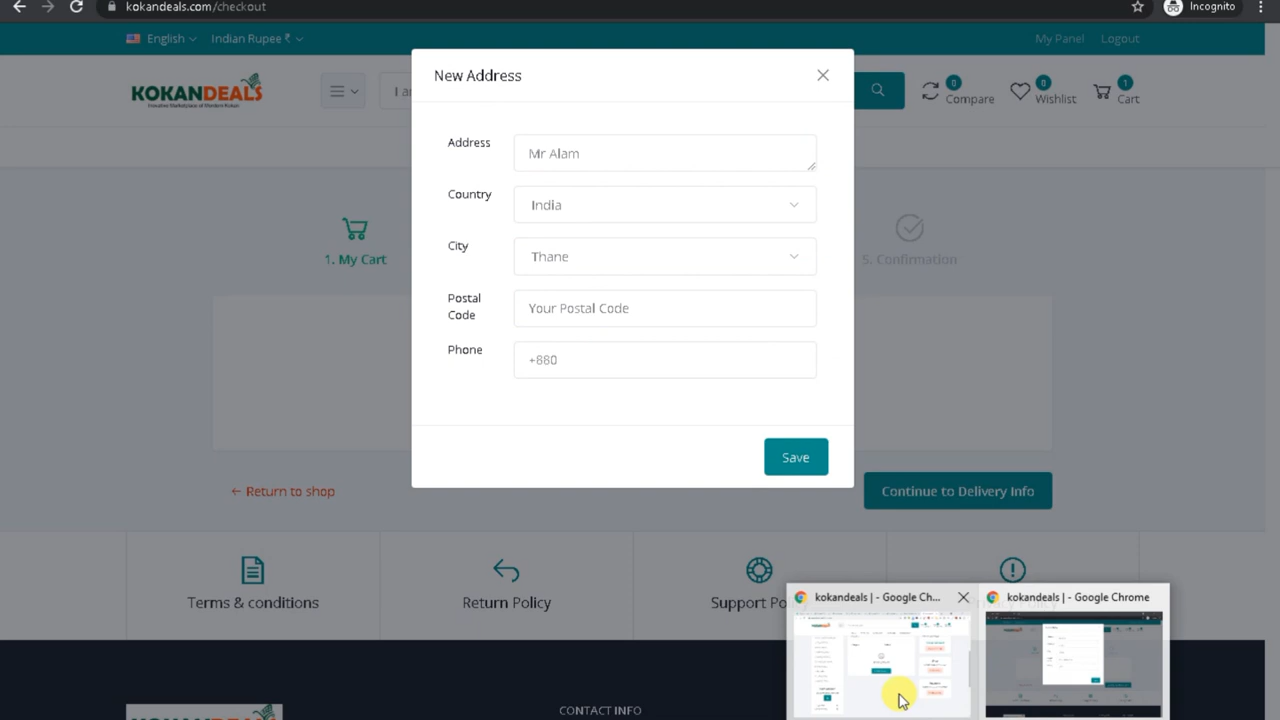 kokandeals.com/checkout
Incognito
English
Indian Rupee ₹
My Panel
Logout
KOKANDEALS
I a
0
Compare
0
Wishlist
1
Cart
New Address
Address
Mr Alam
Country
India
City
Thane
Postal
Code
Your Postal Code
Phone
+880
Save
1. My Cart
5. Confirmation
← Return to shop
Continue to Delivery Info
Terms & conditions
Return Policy
Support Po
kokandeals | - Google Ch...
kokandeals | - Google Chrome
CONTACT INFO